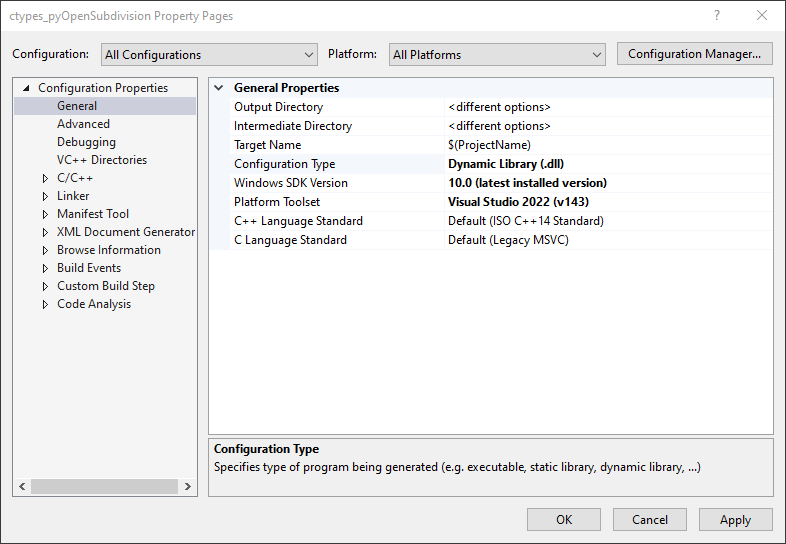 ctypes_pyOpenSubdivision Property Pages
?
Configuration: All Configurations Platform: All Platforms Configuration Manager...
Configuration Properties
General
Advanced
Debugging
VC++ Directories
C/C++
Linker
Manifest Tool
XML Document Generator
Browse Information
Build Events
Custom Build Step
Code Analysis
General Properties
Output Directory <different options>
Intermediate Directory <different options>
Target Name $(ProjectName)
Configuration Type Dynamic Library (.dll)
Windows SDK Version 10.0 (latest installed version)
Platform Toolset Visual Studio 2022 (v143)
C++ Language Standard Default (ISO C++14 Standard)
C Language Standard Default (Legacy MSVC)
Configuration Type
Specifies type of program being generated (e.g. executable, static library, dynamic library, ...)
OK Cancel Apply